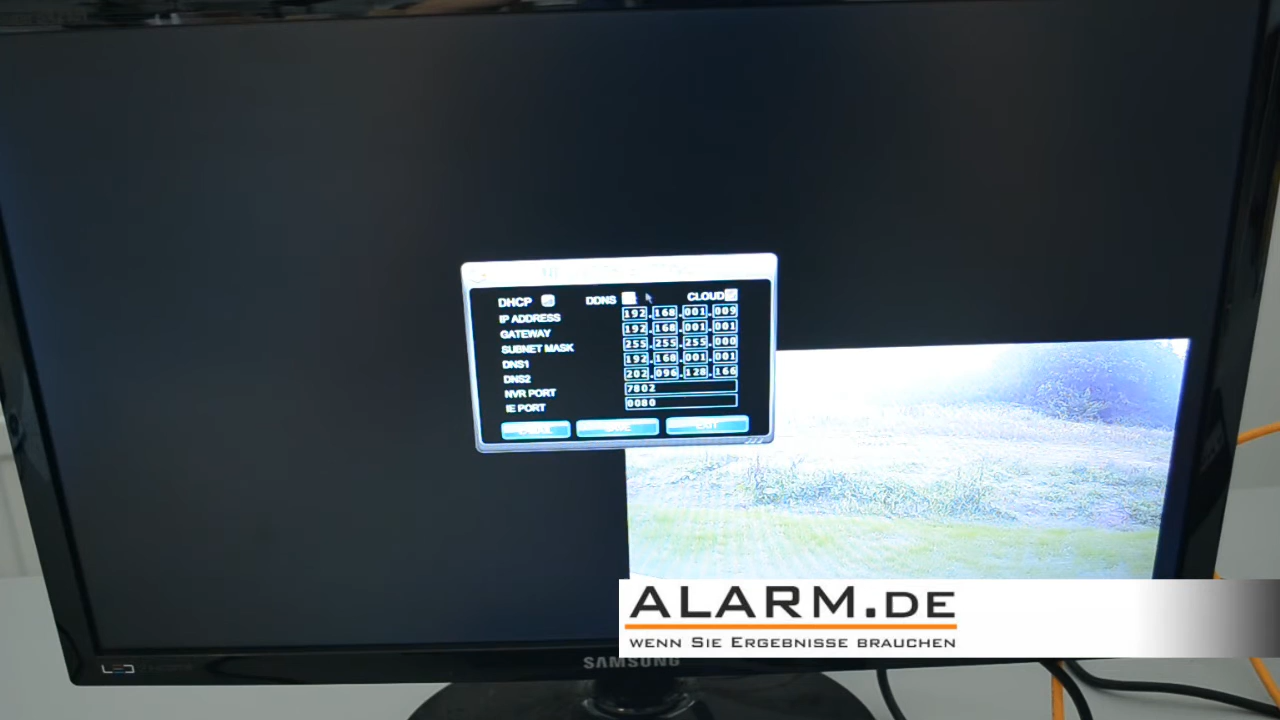 DHCP DDNS CLOUD
IP ADDRESS 192.168.001.009
GATEWAY 192.168.001.001
SUBNET MASK 255.255.255.000
DNS1 192.168.001.001
DNS2 202.096.128.166
NVR PORT 7802
IE PORT 0080
EXIT
ALARM.DE
WENN SIE ERGEBNISSE BRAUCHEN
SAMSUNG
LED